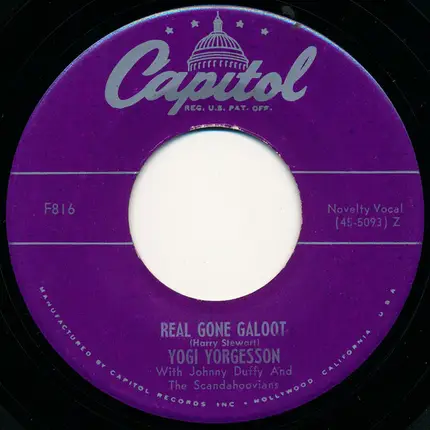 Capitol
REG. U.S. PAT. OFF.
F816
Novelty Vocal
(45-5093) Z
REAL GONE GALOOT
(Harry Stewart)
YOGI YORGESSON
With Johnny Duffy And
The Scandahoovians
MANUFACTURED BY CAPITOL RECORDS INC. • HOLLYWOOD, CALIFORNIA, U.S.A.